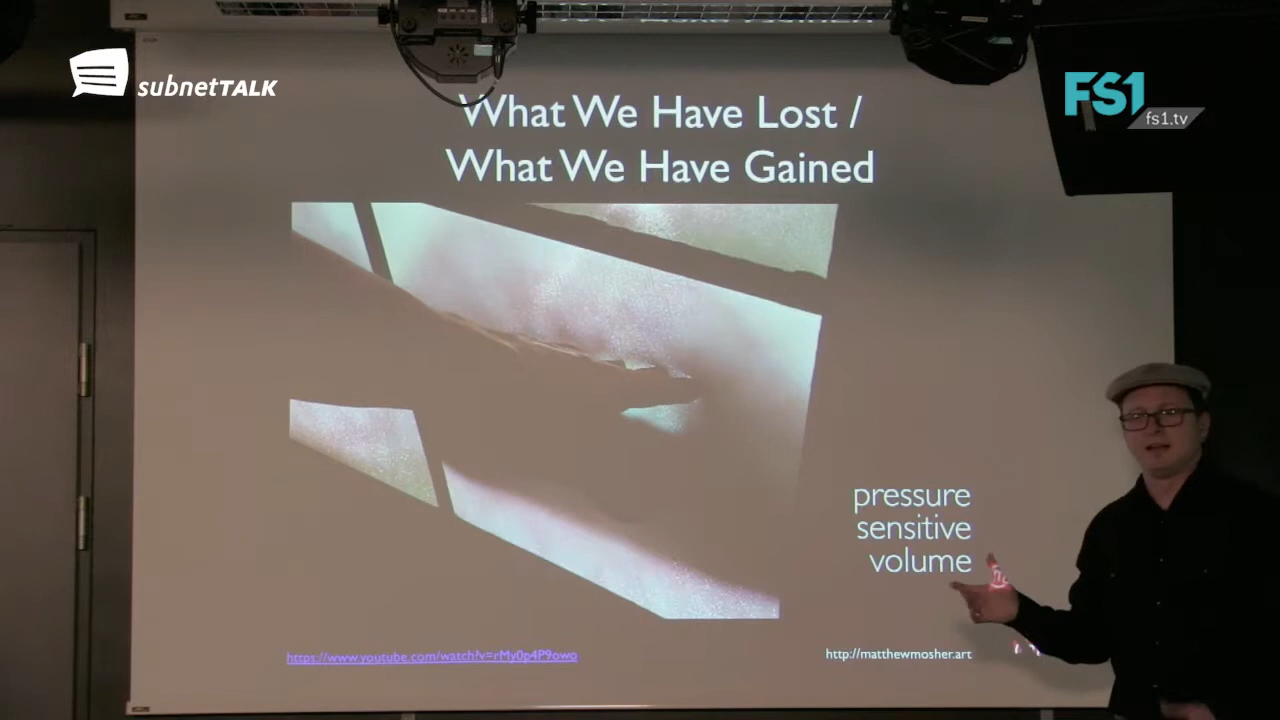 subnetTALK
FS1
fs1.tv
What We Have Lost /
What We Have Gained
pressure
sensitive
volume
https://www.youtube.com/watch?v=rMy0p4P9owo
http://matthewmosher.art